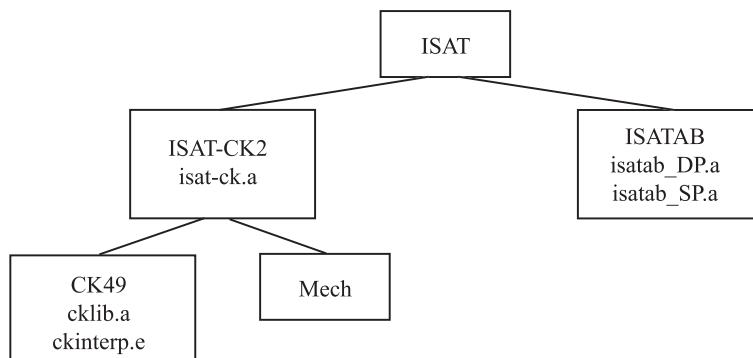 ISAT
ISAT-CK2
isat-ck.a
ISATAB
isatab_DP.a
isatab_SP.a
CK49
cklib.a
ckinterp.e
Mech